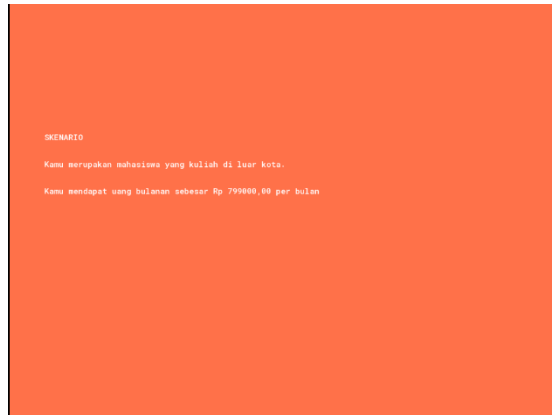 SKENARIO
Kamu merupakan mahasiswa yang kuliah di luar kota.
Kamu mendapat uang bulanan sebesar Rp 799000,00 per bulan